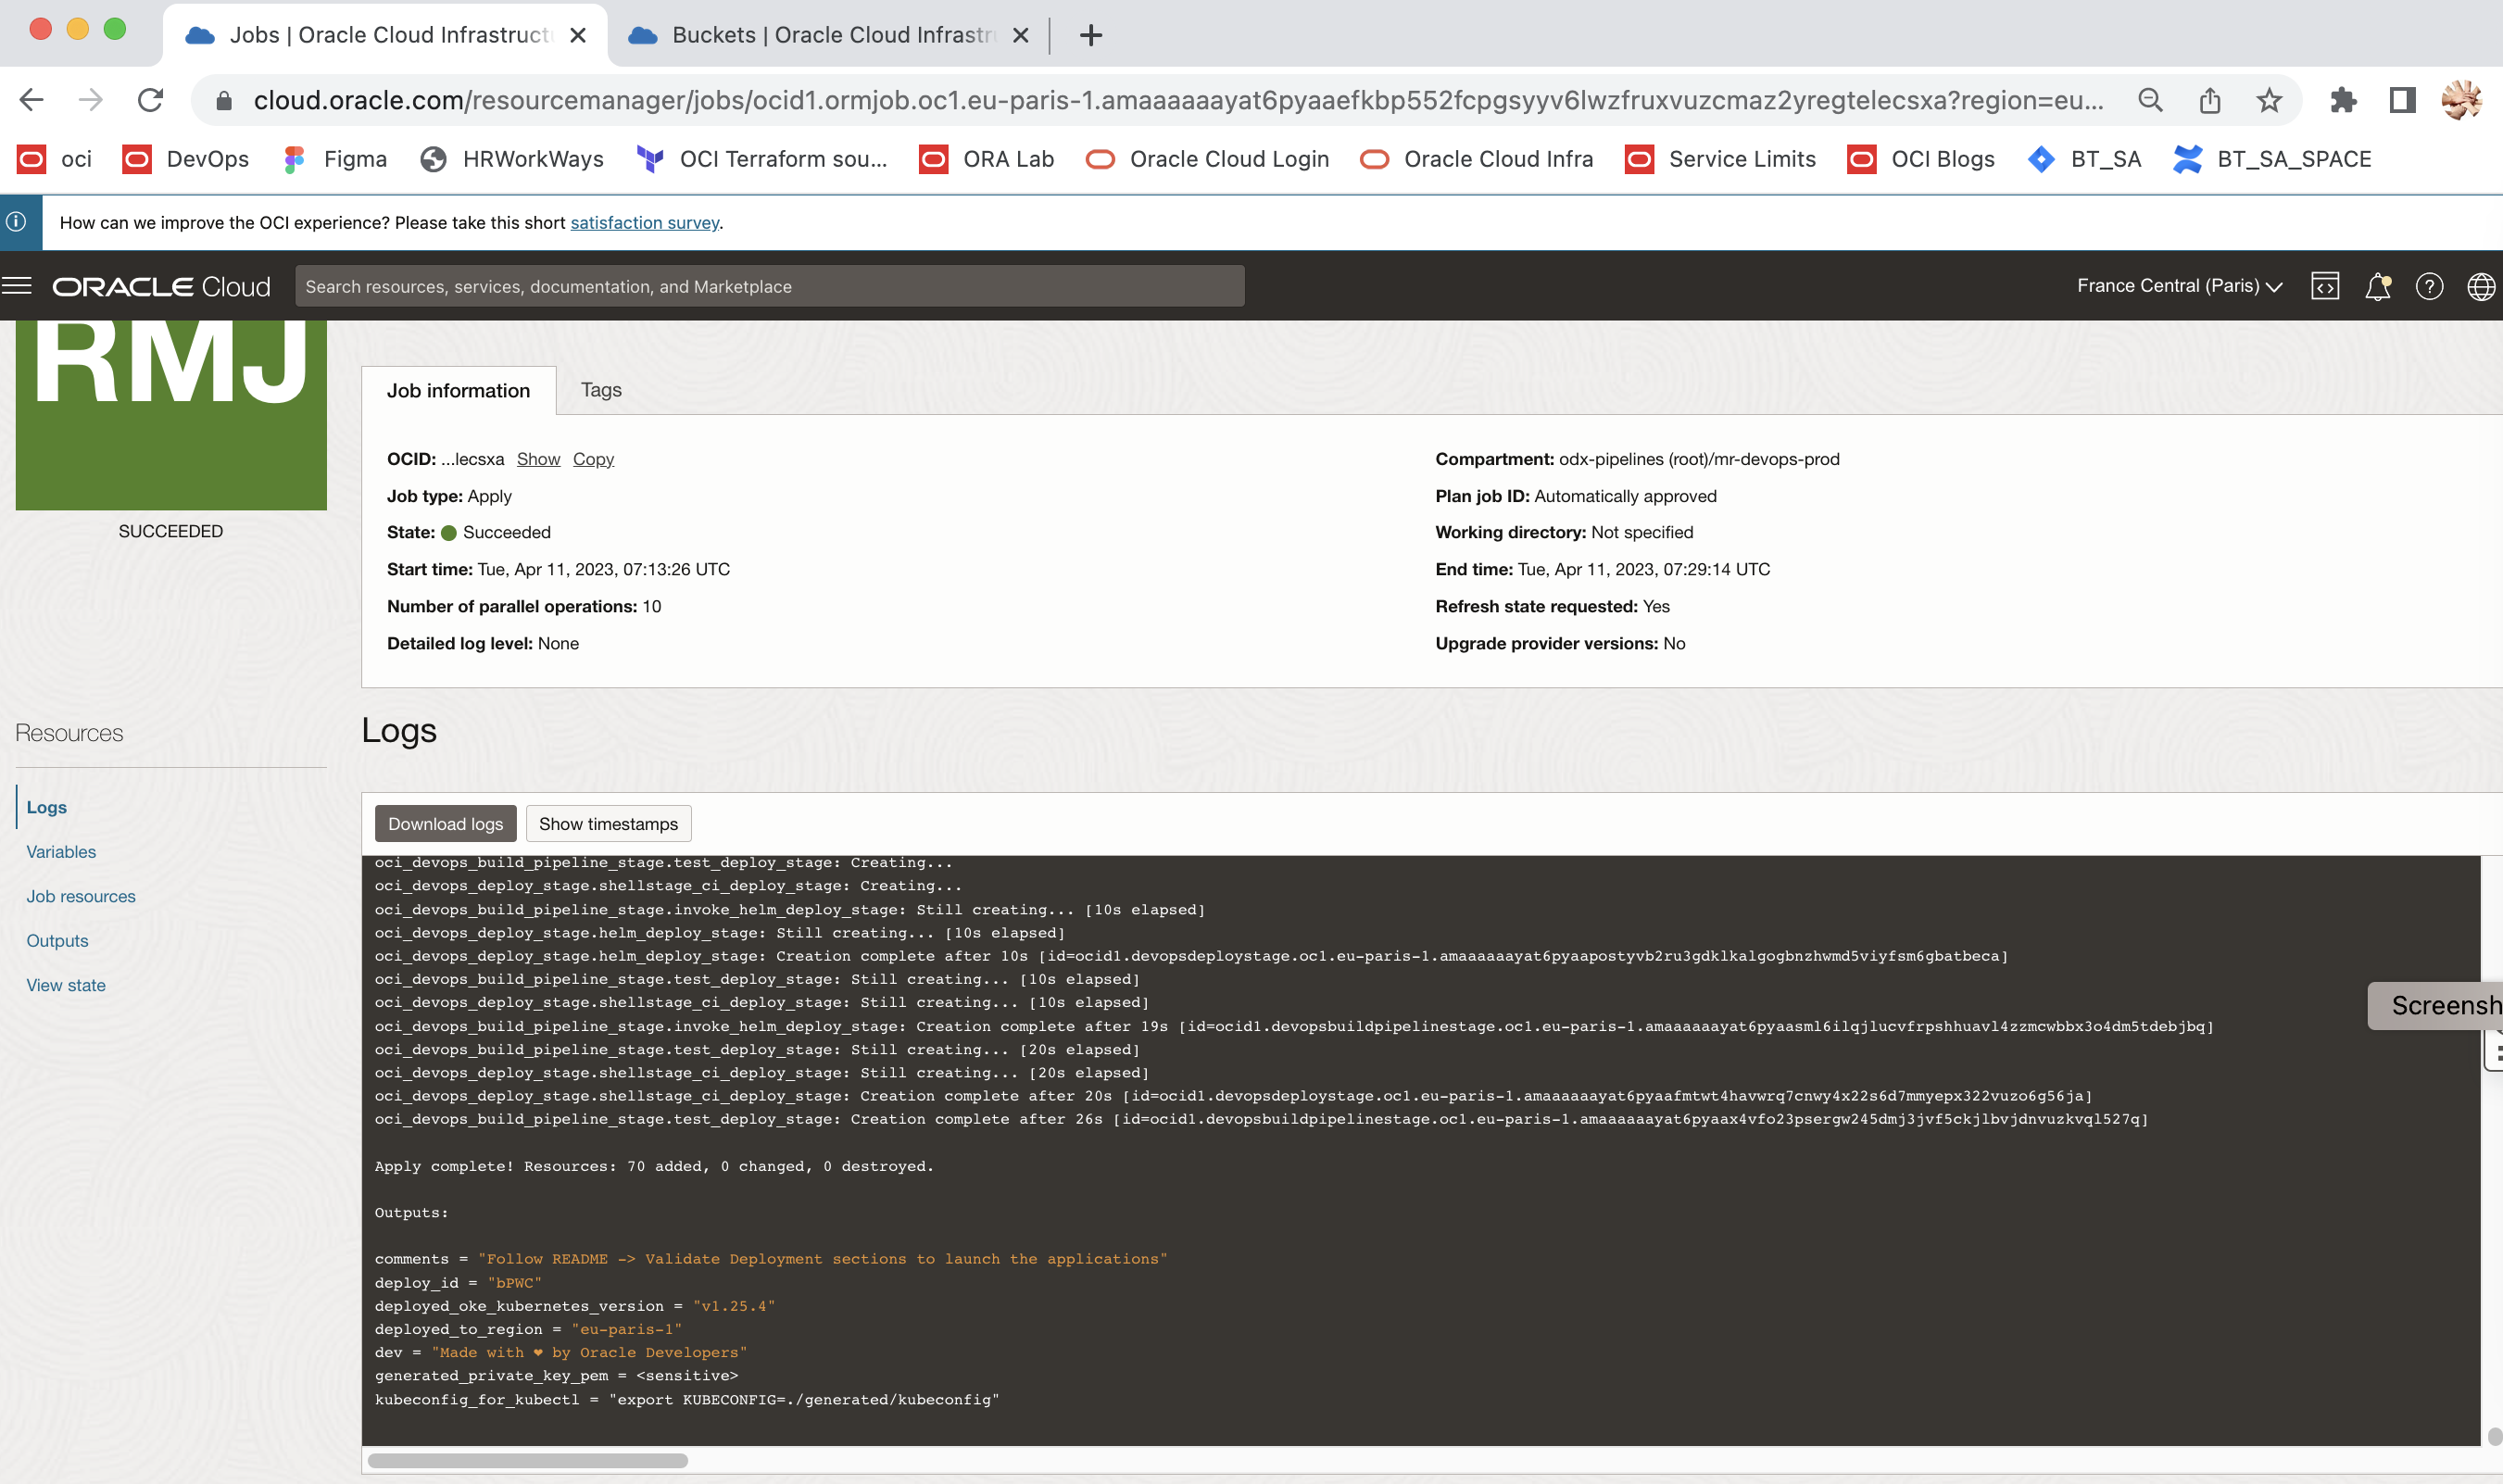 Jobs | Oracle Cloud Infrastruct
Buckets | Oracle Cloud Infrastr
cloud.oracle.com/resourcemanager/jobs/ocid1.ormjob.oc1.eu-paris-1.amaaaaaayat6pyaaefkbp552fcpgsyyv6lwzfruxvuzcmaz2yregtelecsxa?region=eu...
oci DevOps Figma HRWorkWays OCI Terraform sou... ORA Lab Oracle Cloud Login Oracle Cloud Infra Service Limits OCI Blogs BT_SA BT_SA_SPACE
How can we improve the OCI experience? Please take this short satisfaction survey.
ORACLE Cloud
Search resources, services, documentation, and Marketplace
France Central (Paris)
RMJ
SUCCEEDED
Job information
Tags
OCID: ...lecsxa Show Copy
Job type: Apply
State: Succeeded
Start time: Tue, Apr 11, 2023, 07:13:26 UTC
Number of parallel operations: 10
Detailed log level: None
Compartment: odx-pipelines (root)/mr-devops-prod
Plan job ID: Automatically approved
Working directory: Not specified
End time: Tue, Apr 11, 2023, 07:29:14 UTC
Refresh state requested: Yes
Upgrade provider versions: No
Resources
Logs
Variables
Job resources
Outputs
View state
Logs
Download logs
Show timestamps
oci_devops_build_pipeline_stage.test_deploy_stage: Creating...
oci_devops_deploy_stage.shellstage_ci_deploy_stage: Creating...
oci_devops_build_pipeline_stage.invoke_helm_deploy_stage: Still creating... [10s elapsed]
oci_devops_deploy_stage.helm_deploy_stage: Still creating... [10s elapsed]
oci_devops_deploy_stage.helm_deploy_stage: Creation complete after 10s [id=ocid1.devopsdeploystage.oc1.eu-paris-1.amaaaaaayat6pyaapostyvb2ru3gdklkalgogbnzhwmd5viyfsm6gbatbeca]
oci_devops_build_pipeline_stage.test_deploy_stage: Still creating... [10s elapsed]
oci_devops_deploy_stage.shellstage_ci_deploy_stage: Still creating... [10s elapsed]
oci_devops_build_pipeline_stage.invoke_helm_deploy_stage: Creation complete after 19s [id=ocid1.devopsbuildpipelinestage.oc1.eu-paris-1.amaaaaaayat6pyaasml6ilqjlucvfrpshhuavl4zzmcwbbx3o4dm5tdebjbq]
oci_devops_build_pipeline_stage.test_deploy_stage: Still creating... [20s elapsed]
oci_devops_deploy_stage.shellstage_ci_deploy_stage: Still creating... [20s elapsed]
oci_devops_deploy_stage.shellstage_ci_deploy_stage: Creation complete after 20s [id=ocid1.devopsdeploystage.oc1.eu-paris-1.amaaaaaayat6pyaafmtwt4havwrq7cnwy4x22s6d7mmyepx322vuzo6g56ja]
oci_devops_build_pipeline_stage.test_deploy_stage: Creation complete after 26s [id=ocid1.devopsbuildpipelinestage.oc1.eu-paris-1.amaaaaaayat6pyaax4vfo23psergw245dmj3jvf5ckjlbvjdnvuzkvql527q]
Apply complete! Resources: 70 added, 0 changed, 0 destroyed.
Outputs:
comments = "Follow README -> Validate Deployment sections to launch the applications"
deploy_id = "bPWC"
deployed_oke_kubernetes_version = "v1.25.4"
deployed_to_region = "eu-paris-1"
dev = "Made with ❤ by Oracle Developers"
generated_private_key_pem = <sensitive>
kubeconfig_for_kubectl = "export KUBECONFIG=./generated/kubeconfig"
Screensh